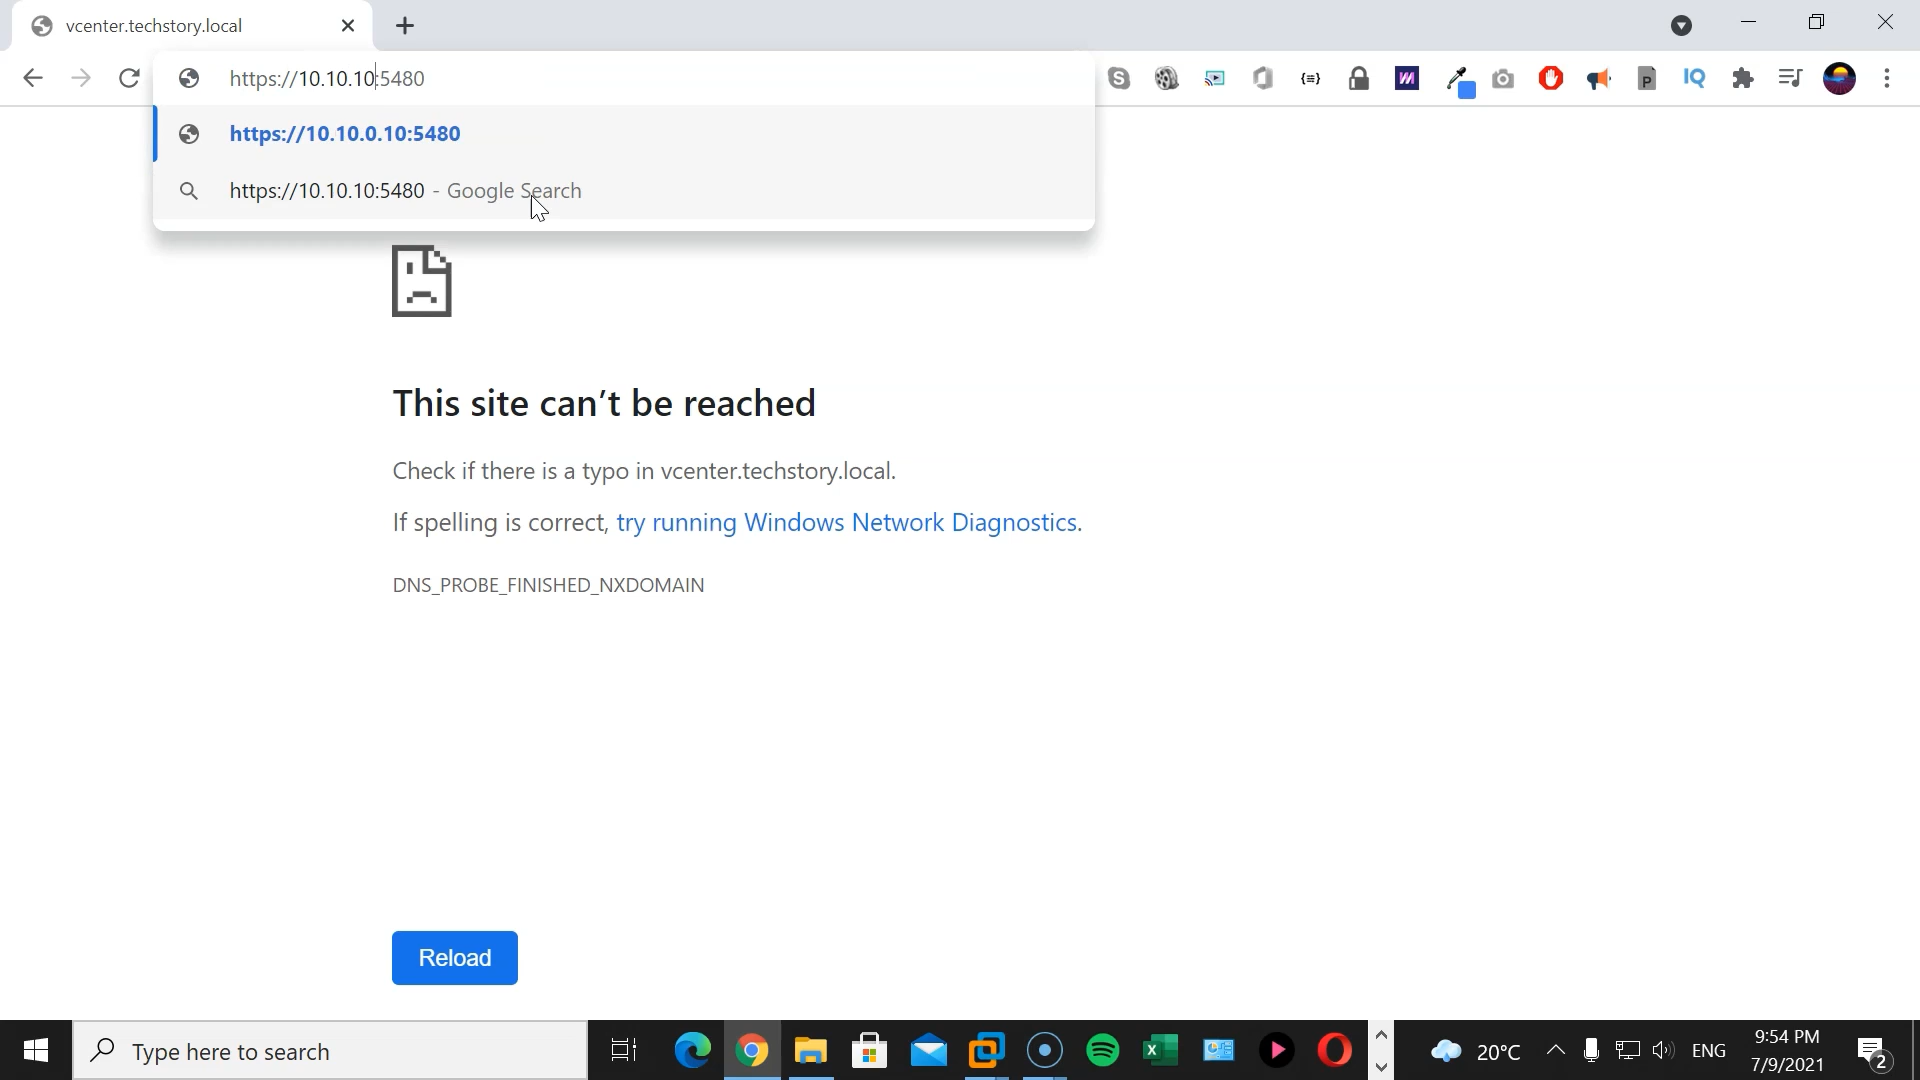 vcenter.techstory.local
https://10.10.10:5480
https://10.10.0.10:5480
https://10.10.10:5480 - Google Search
This site can't be reached
Check if there is a typo in vcenter.techstory.local.
If spelling is correct, try running Windows Network Diagnostics.
DNS_PROBE_FINISHED_NXDOMAIN
Reload
Type here to search
20°C
ENG
9:54 PM
7/9/2021
2